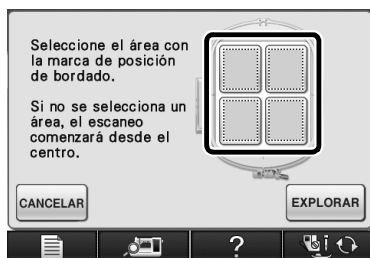 Seleccione el área con
la marca de posición
de bordado.
Si no se selecciona un
área, el escaneo
comenzará desde el
centro.
CANCELAR
EXPLORAR
?